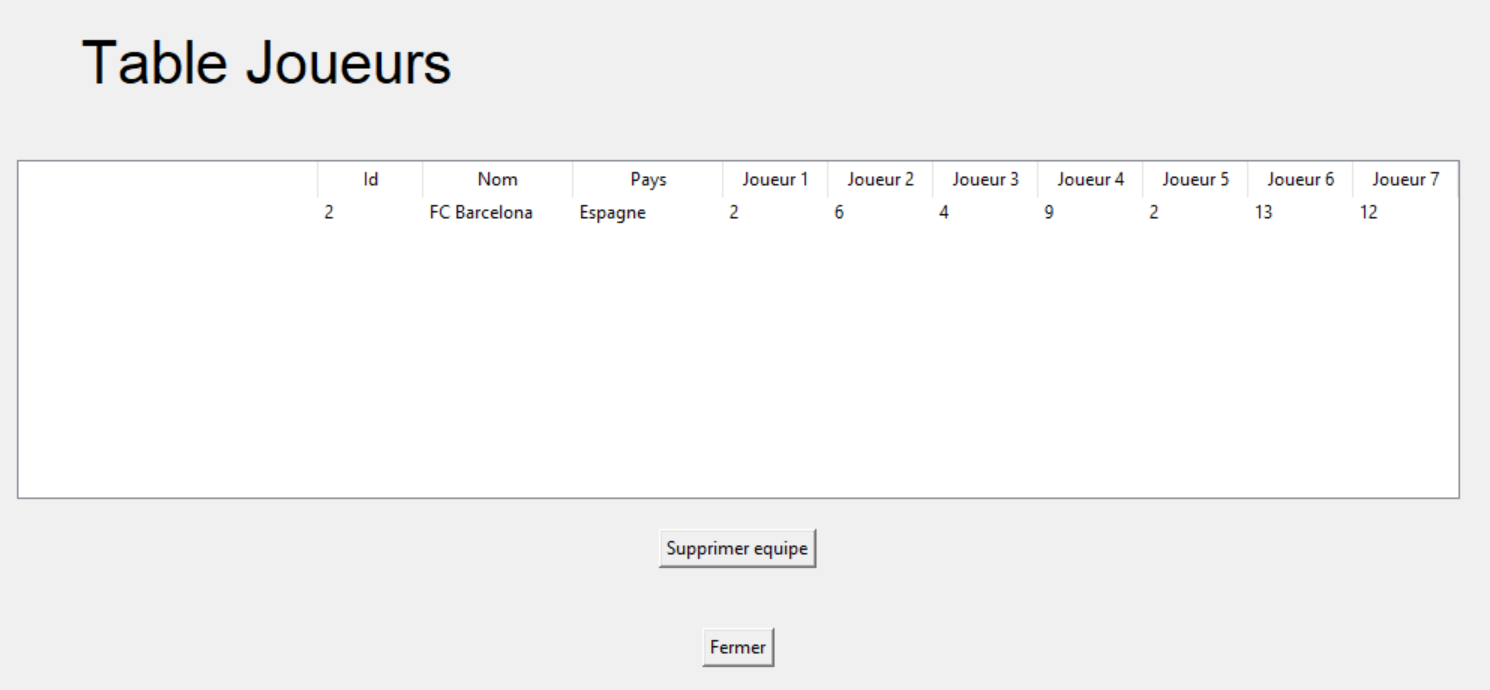 Table Joueurs
Id Nom Pays Joueur 1 Joueur 2 Joueur 3 Joueur 4 Joueur 5 Joueur 6 Joueur 7
2 FC Barcelona Espagne 2 6 4 9 2 13 12
Supprimer equipe
Fermer